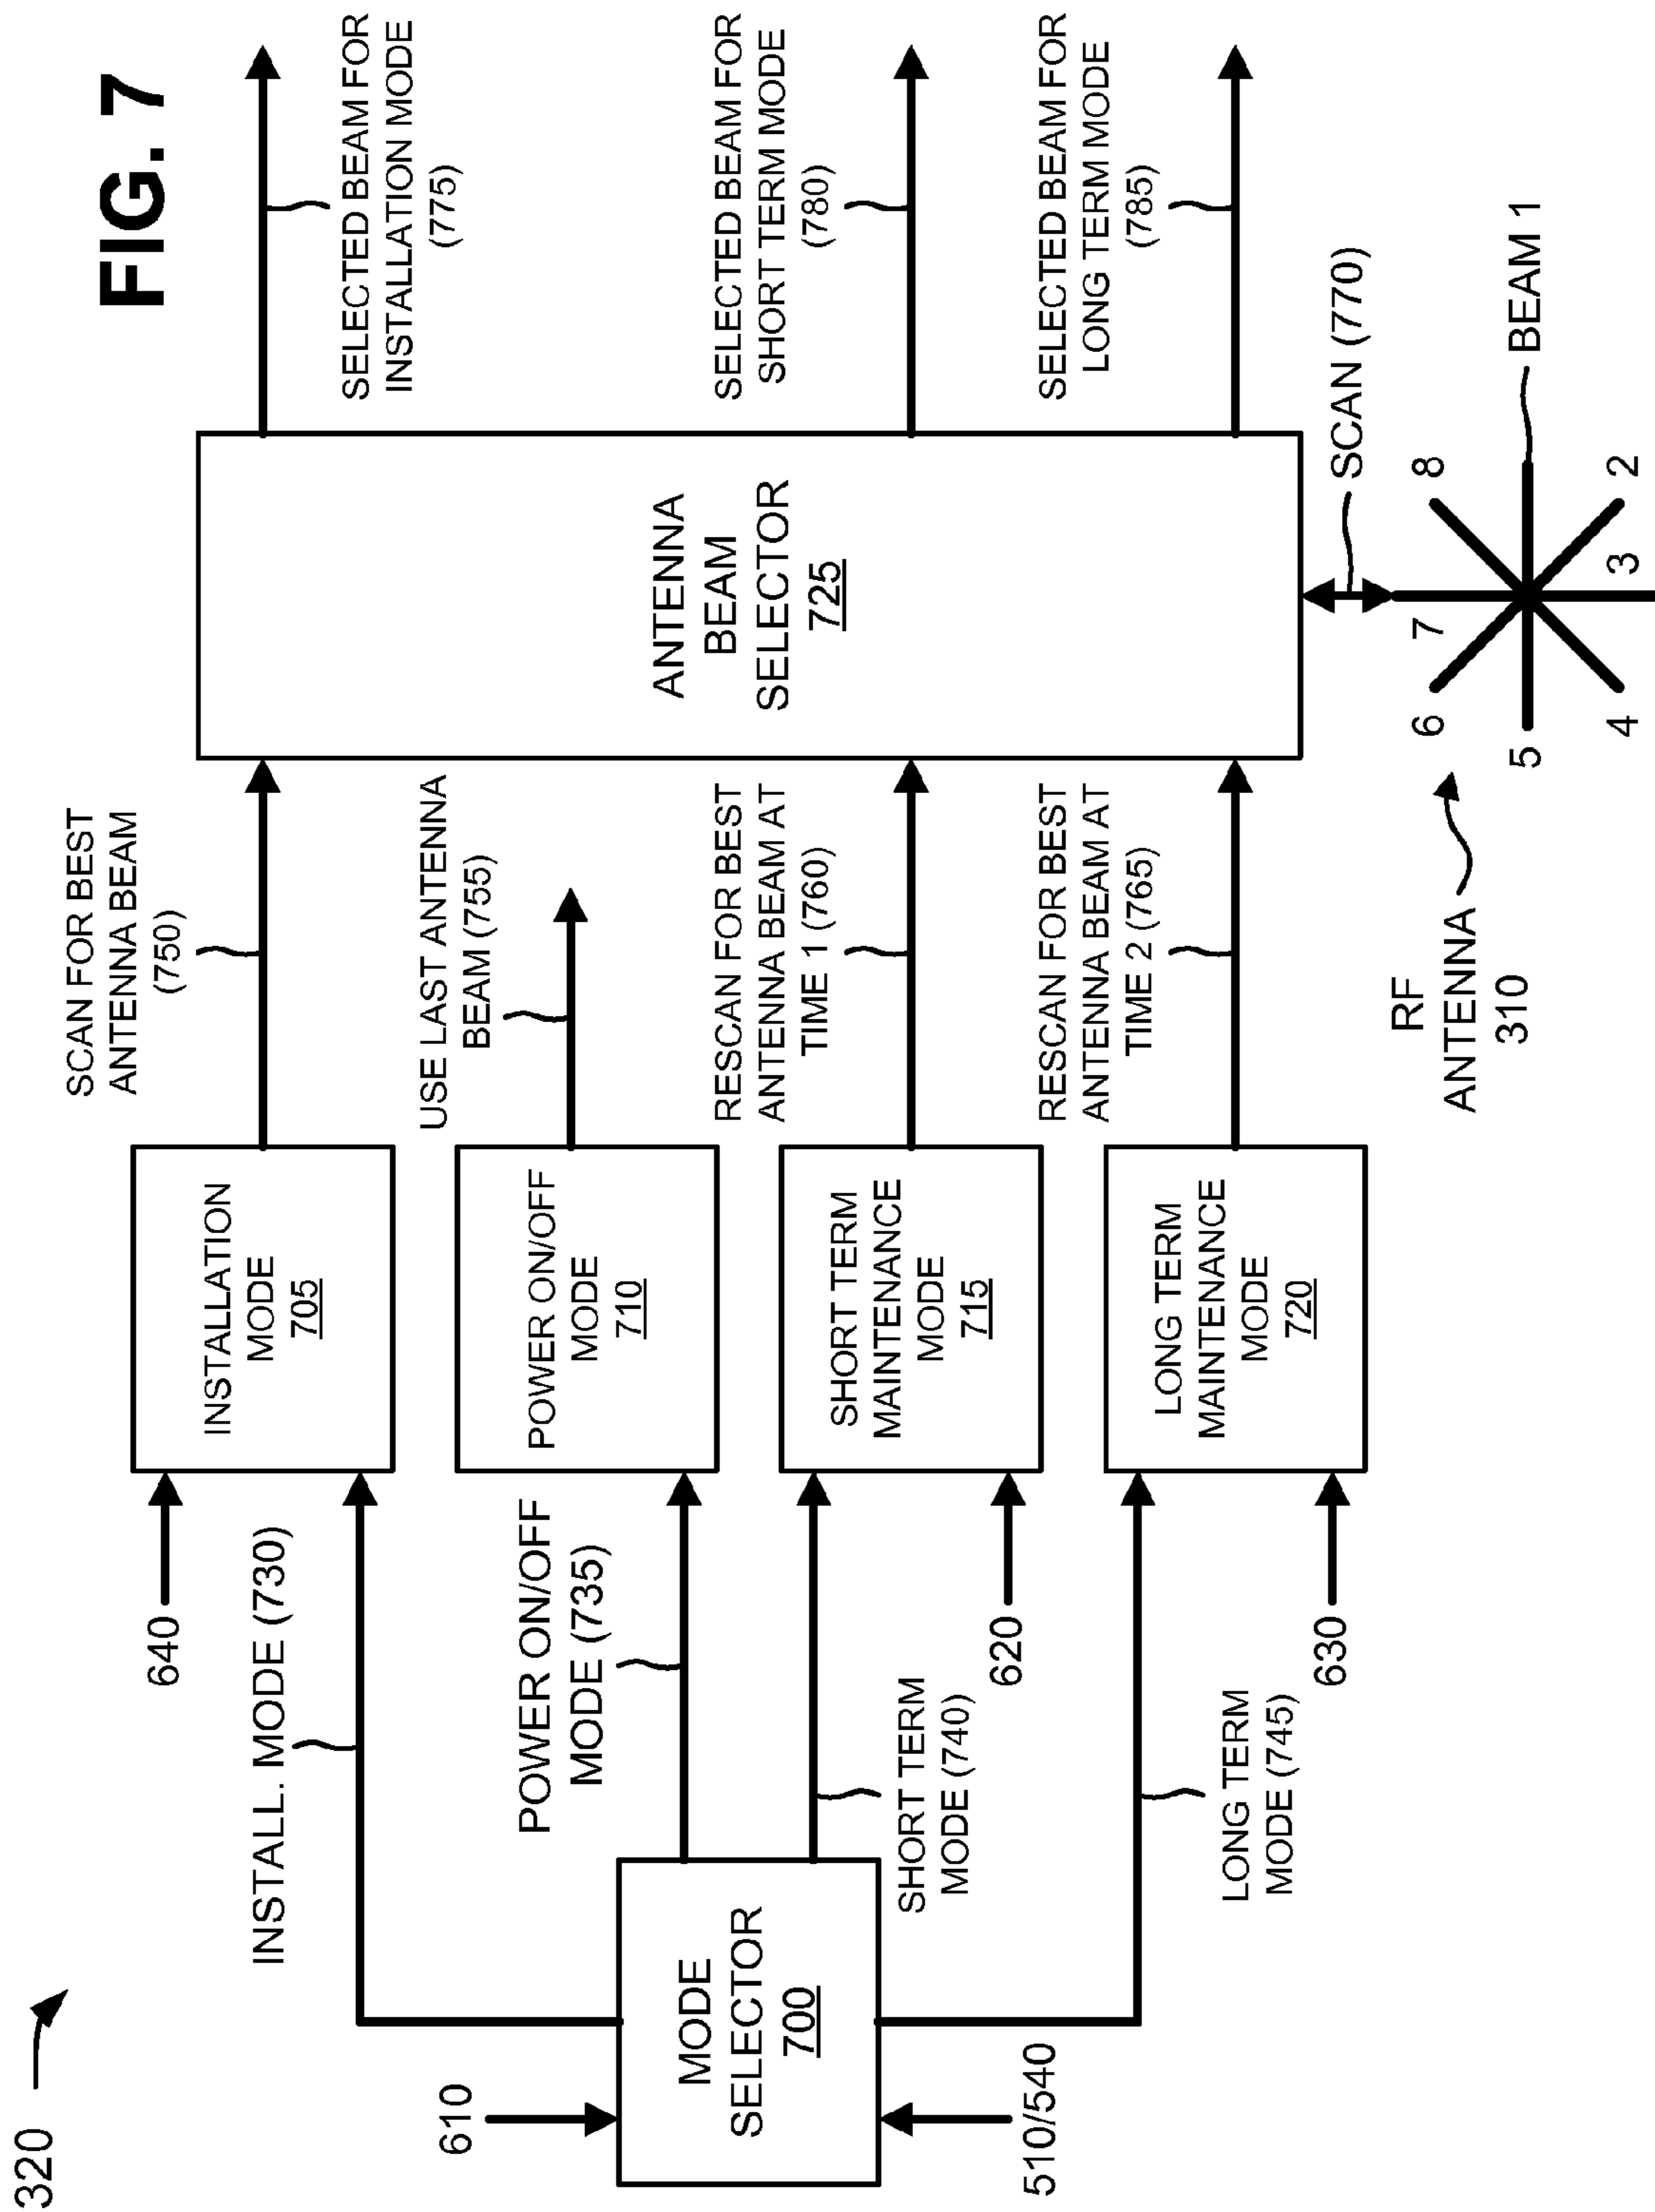 FIG. 7
320
610
MODE
SELECTOR
700
510/540
INSTALL. MODE (730)
POWER ON/OFF
MODE (735)
SHORT TERM
MODE (740)
LONG TERM
MODE (745)
640
620
630
INSTALLATION
MODE
705
POWER ON/OFF
MODE
710
SHORT TERM
MAINTENANCE
MODE
715
LONG TERM
MAINTENANCE
MODE
720
SCAN FOR BEST
ANTENNA BEAM
(750)
USE LAST ANTENNA
BEAM (755)
RESCAN FOR BEST
ANTENNA BEAM AT
TIME 1 (760)
RESCAN FOR BEST
ANTENNA BEAM AT
TIME 2 (765)
ANTENNA
BEAM
SELECTOR
725
SELECTED BEAM FOR
INSTALLATION MODE
(775)
SELECTED BEAM FOR
SHORT TERM MODE
(780)
SELECTED BEAM FOR
LONG TERM MODE
(785)
SCAN (770)
RF
ANTENNA
310
BEAM 1
2
3
4
5
6
7
8